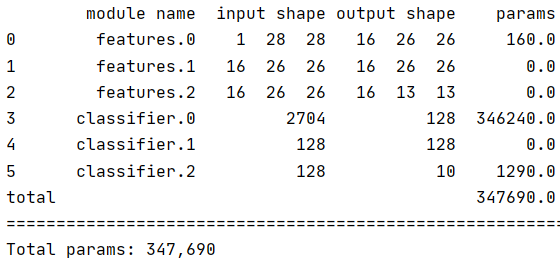 module name input shape output shape params
0 features.0 1 28 28 16 26 26 160.0
1 features.1 16 26 26 16 26 26 0.0
2 features.2 16 26 26 16 13 13 0.0
3 classifier.0 2704 128 346240.0
4 classifier.1 128 128 0.0
5 classifier.2 128 10 1290.0
total 347690.0
========================================================
Total params: 347,690